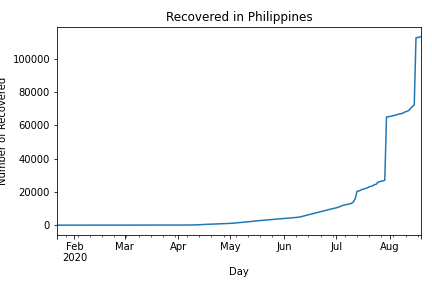 Recovered in Philippines
Number of Recovered
100000
80000
60000
40000
20000
0
Feb
2020
Mar
Apr
May
Jun
Jul
Aug
Day